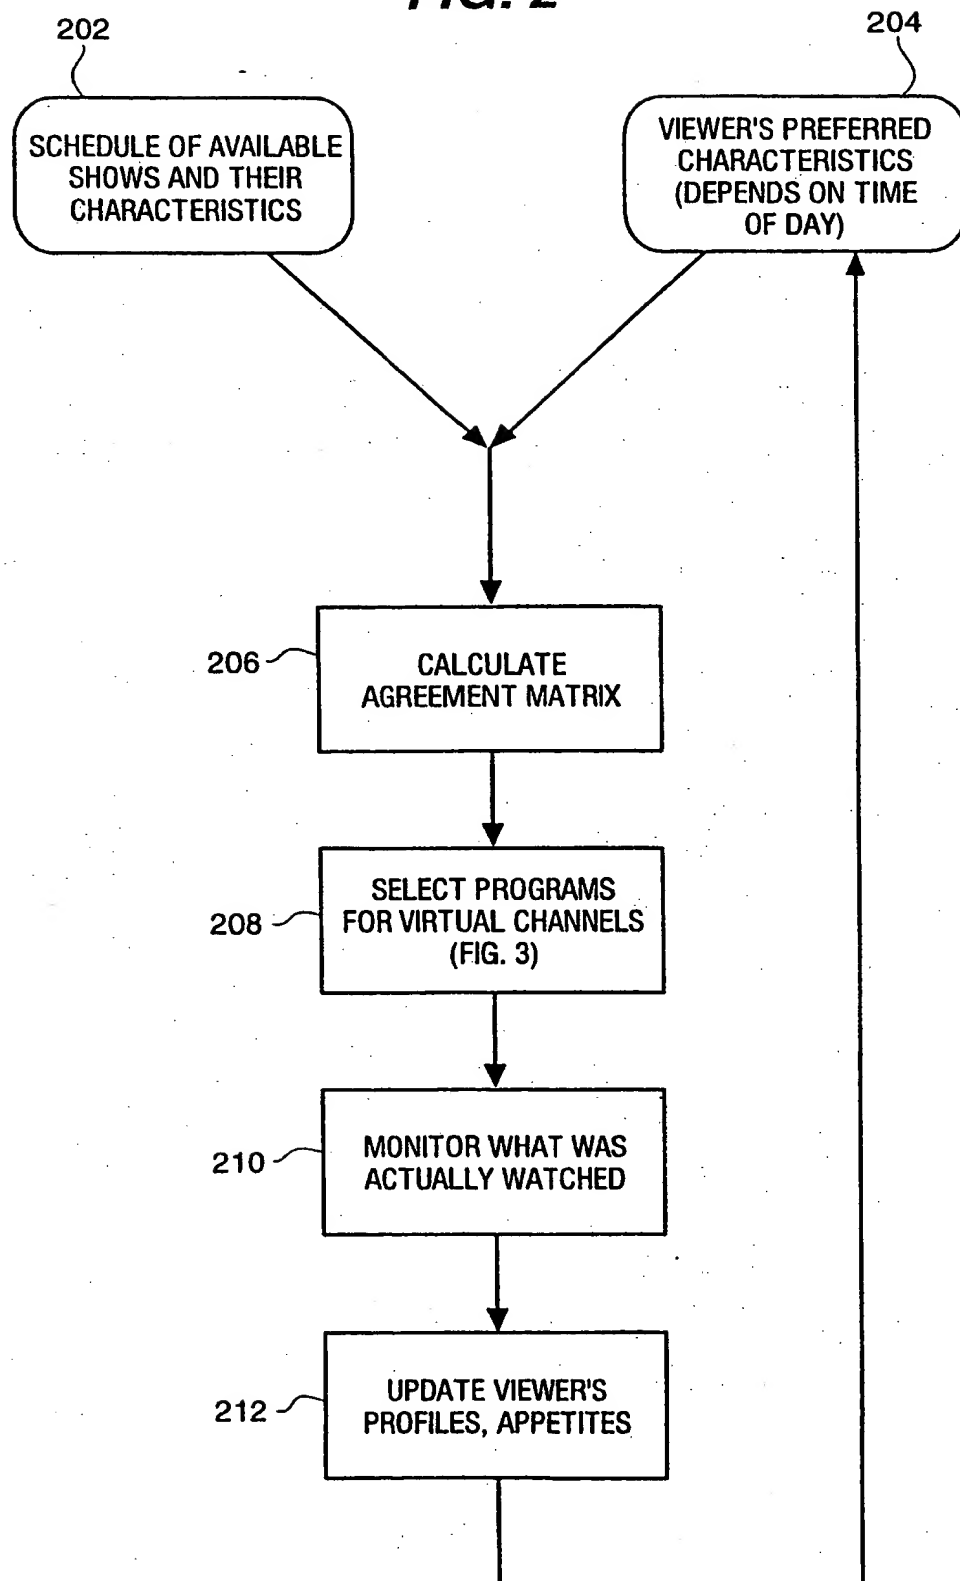 FIG. 2
202
204
SCHEDULE OF AVAILABLE
SHOWS AND THEIR
CHARACTERISTICS
VIEWER'S PREFERRED
CHARACTERISTICS
(DEPENDS ON TIME
OF DAY)
206
CALCULATE
AGREEMENT MATRIX
208
SELECT PROGRAMS
FOR VIRTUAL CHANNELS
(FIG. 3)
210
MONITOR WHAT WAS
ACTUALLY WATCHED
212
UPDATE VIEWER'S
PROFILES, APPETITES